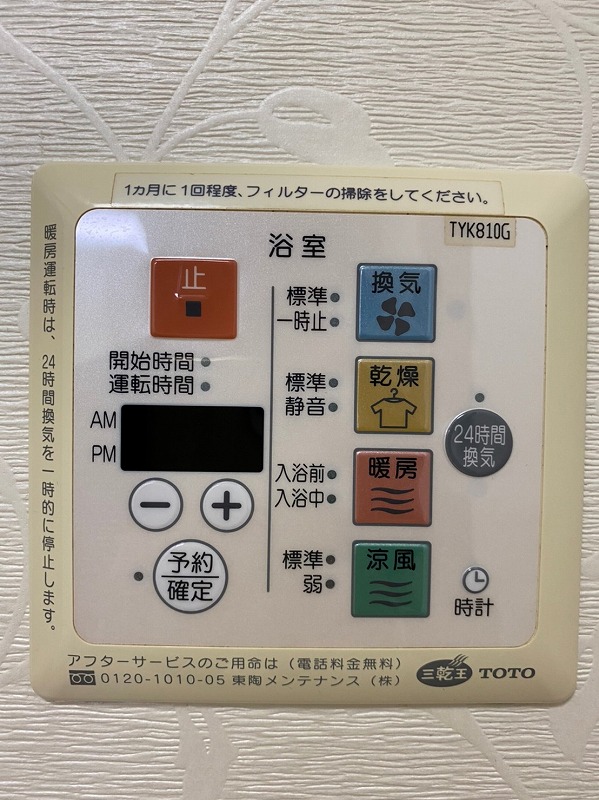 1カ月に1回程度、フィルターの掃除をしてください。
TYK810G
浴室
止
開始時間
運転時間
AM
PM
－ ＋
予約
確定
標準
一時止
換気
標準
静音
乾燥
入浴前
入浴中
暖房
標準
弱
涼風
24時間
換気
時計
暖房運転時は、24時間換気を一時的に停止します。
アフターサービスのご用命は（電話料金無料）
0120-1010-05 東陶メンテナンス（株）
三乾王 TOTO